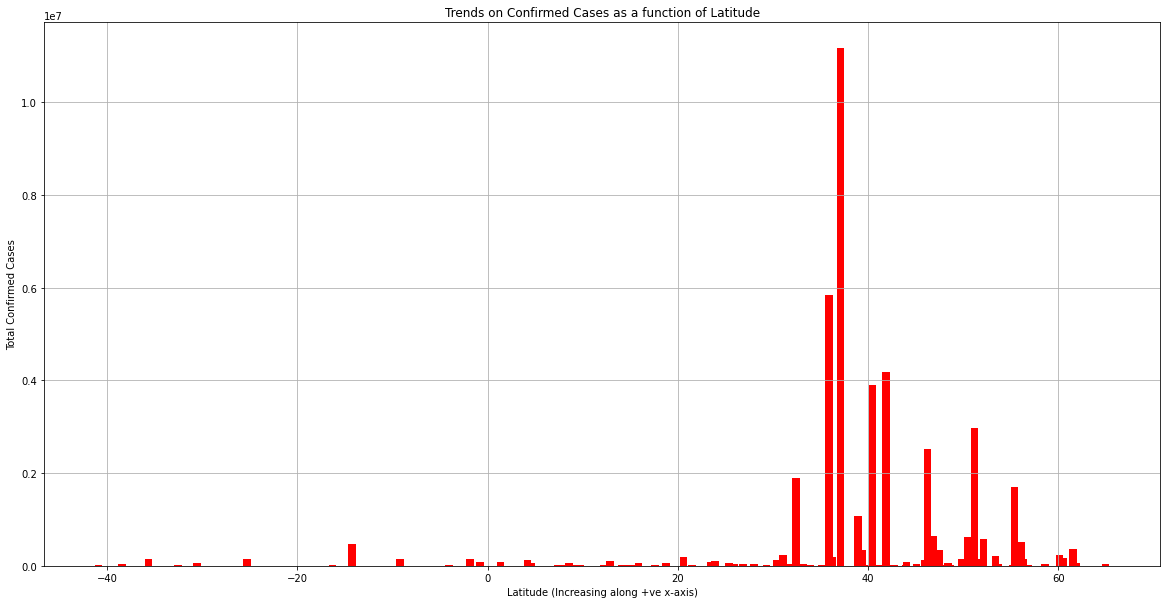 Trends on Confirmed Cases as a function of Latitude
1e7
1.0
0.8
0.6
0.4
0.2
0.0
Total Confirmed Cases
−40 −20 0 20 40 60
Latitude (Increasing along +ve x-axis)